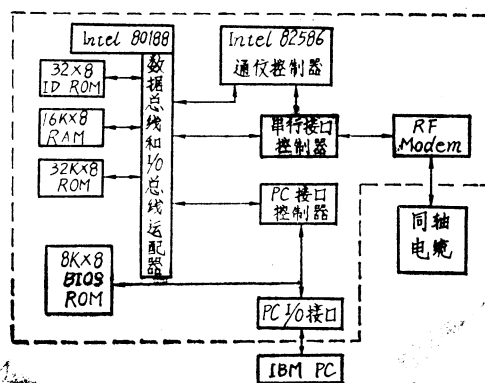 Intel 80188
Intel 82586
通仪控制器
32×8
ID ROM
16K×8
RAM
32K×8
ROM
数据总线和I/O总线运配器
串行接口
控制器
RF
Modem
PC接口
控制器
同轴
电缆
8K×8
BIOS
ROM
PC I/O接口
IBM PC